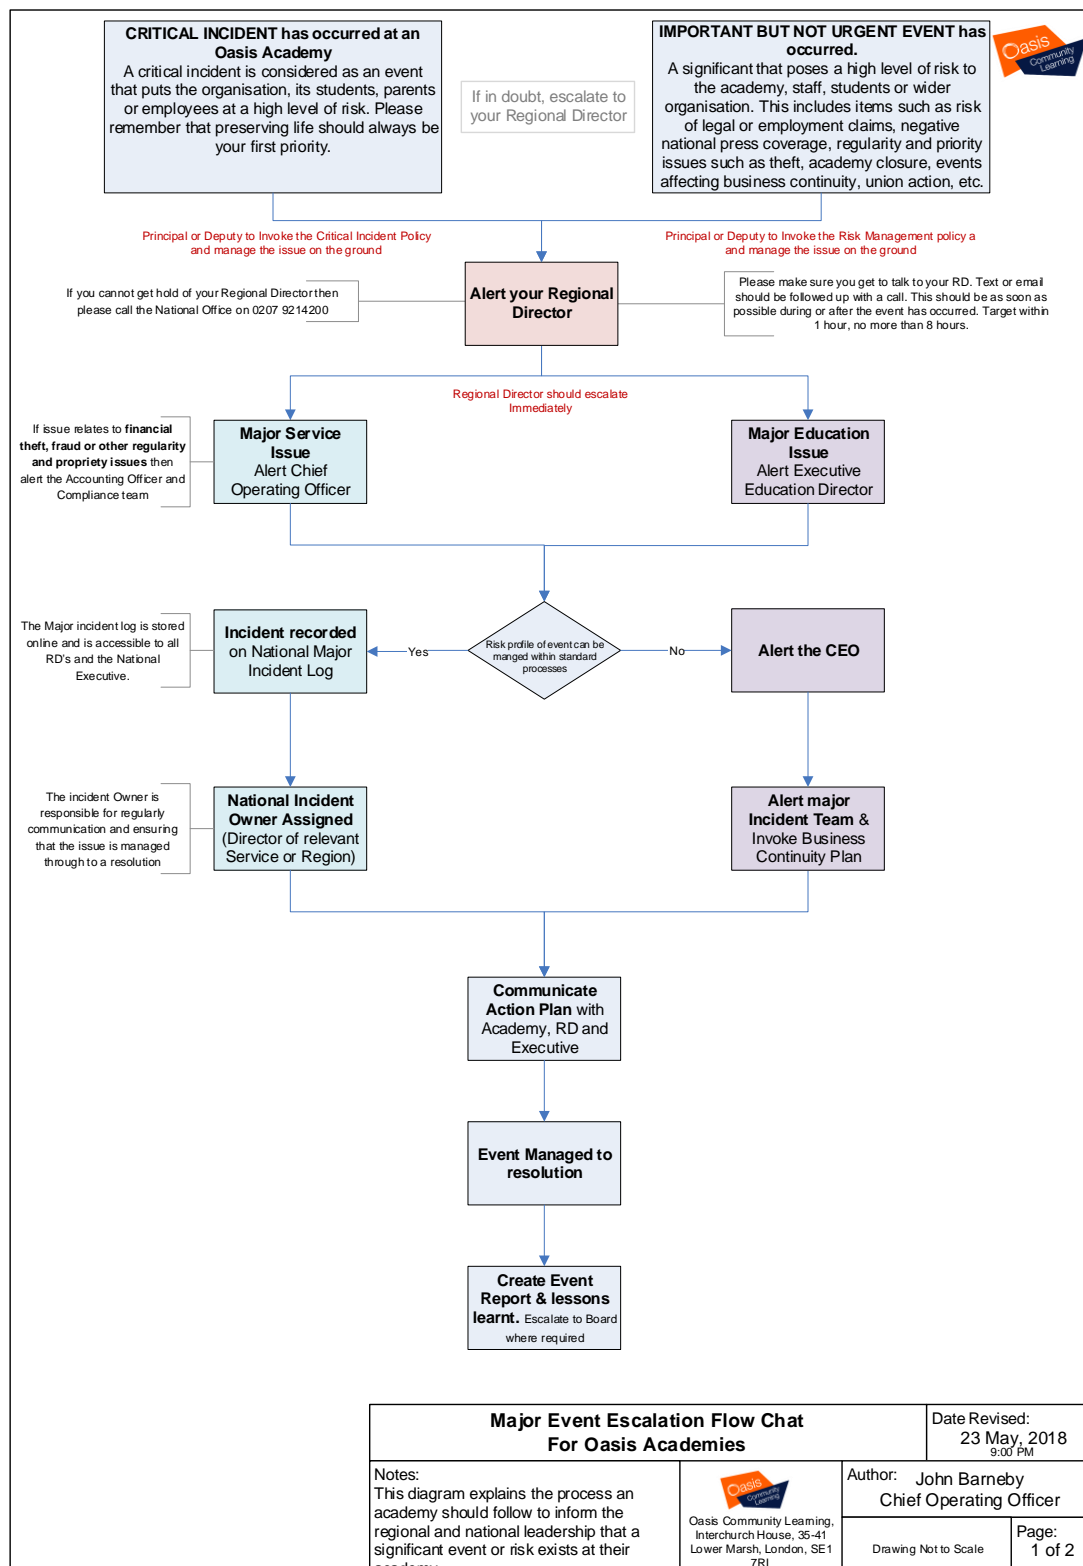 CRITICAL INCIDENT has occurred at an
Oasis Academy
A critical incident is considered as an event
that puts the organisation, its students, parents
or employees at a high level of risk. Please
remember that preserving life should always be
your first priority.
If in doubt, escalate to
your Regional Director
IMPORTANT BUT NOT URGENT EVENT has
occurred.
A significant that poses a high level of risk to
the academy, staff, students or wider
organisation. This includes items such as risk
of legal or employment claims, negative
national press coverage, regularity and priority
issues such as theft, academy closure, events
affecting business continuity, union action, etc.
Oasis
Community
Learning
Principal or Deputy to Invoke the Critical Incident Policy
and manage the issue on the ground
Principal or Deputy to Invoke the Risk Management policy a
and manage the issue on the ground
If you cannot get hold of your Regional Director then
please call the National Office on 0207 9214200
Alert your Regional
Director
Please make sure you get to talk to your RD. Text or email
should be followed up with a call. This should be as soon as
possible during or after the event has occurred. Target within
1 hour, no more than 8 hours.
Regional Director should escalate
Immediately
If issue relates to financial
theft, fraud or other regularity
and propriety issues then
alert the Accounting Officer and
Compliance team
Major Service
Issue
Alert Chief
Operating Officer
Major Education
Issue
Alert Executive
Education Director
The Major incident log is stored
online and is accessible to all
RD's and the National
Executive.
Incident recorded
on National Major
Incident Log
Yes
Risk profile of event can be
manged within standard
processes
No
Alert the CEO
The incident Owner is
responsible for regularly
communication and ensuring
that the issue is managed
through to a resolution
National Incident
Owner Assigned
(Director of relevant
Service or Region)
Alert major
Incident Team &
Invoke Business
Continuity Plan
Communicate
Action Plan with
Academy, RD and
Executive
Event Managed to
resolution
Create Event
Report & lessons
learnt. Escalate to Board
where required
Major Event Escalation Flow Chat
For Oasis Academies
Date Revised:
23 May, 2018
9:00 PM
Notes:
This diagram explains the process an
academy should follow to inform the
regional and national leadership that a
significant event or risk exists at their
Oasis
Community
Learning
Oasis Community Learning,
Interchurch House, 35-41
Lower Marsh, London, SE1
7RL
Author: John Barneby
Chief Operating Officer
Drawing Not to Scale
Page:
1 of 2